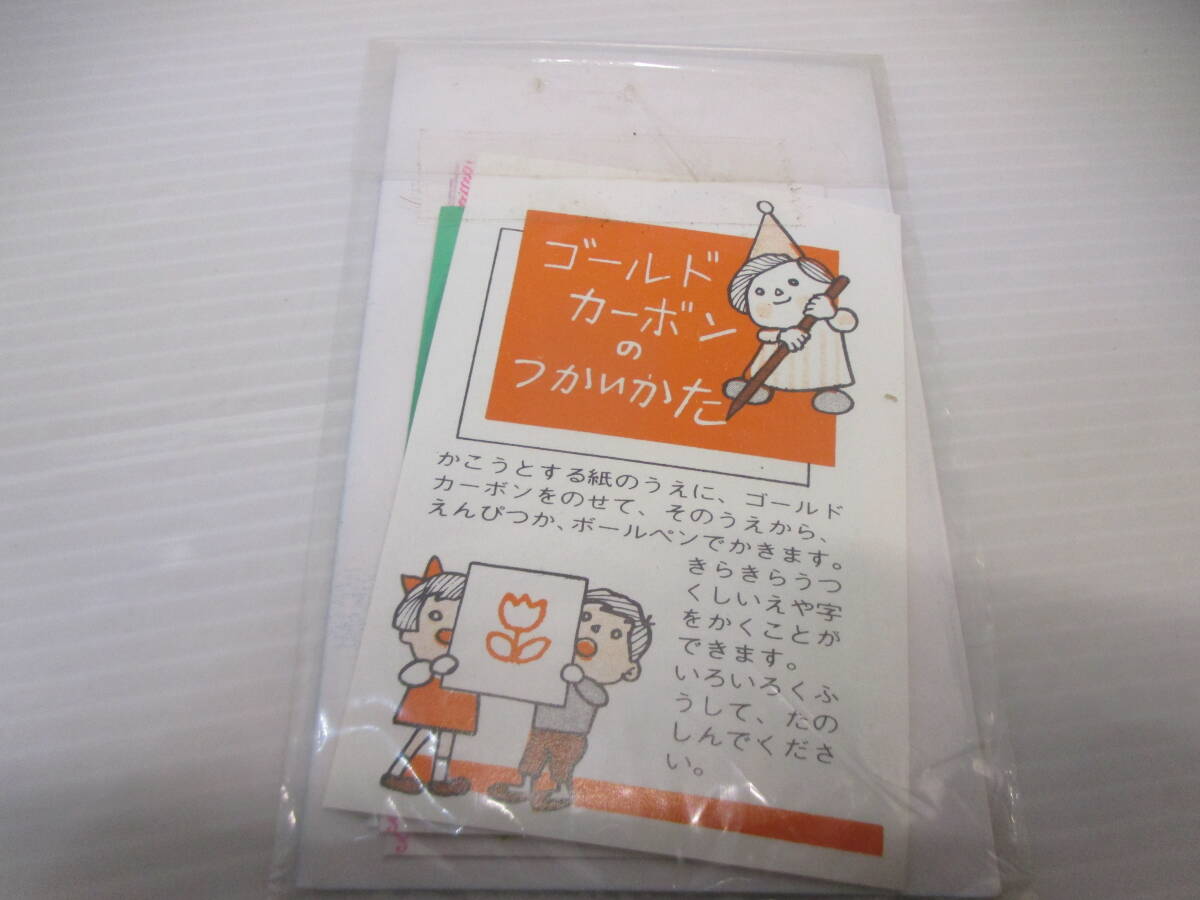 ゴールド
カーボン
の
つかいかた
かこうとする紙のうえに、ゴールド
カーボンをのせて、そのうえから、
えんぴつか、ボールペンでかきます。
きらきらうつ
くしいえや字
をかくことが
できます。
いろいろくふ
うして、たの
しんでくださ
い。